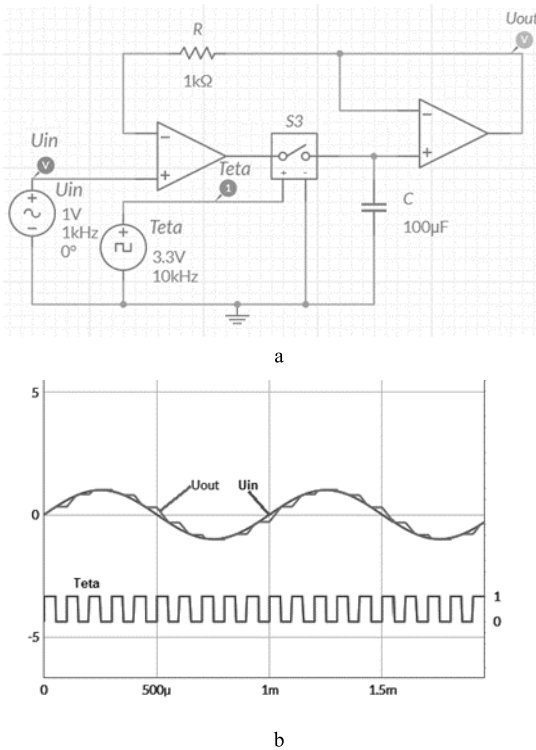 Uout
V
R
1kΩ
S3
Uin
V
Teta
1
Uin
1V
1kHz
0°
Teta
3.3V
10kHz
C
100µF
a
5
Uout
Uin
0
Teta
1
0
-5
0
500µ
1m
1.5m
b